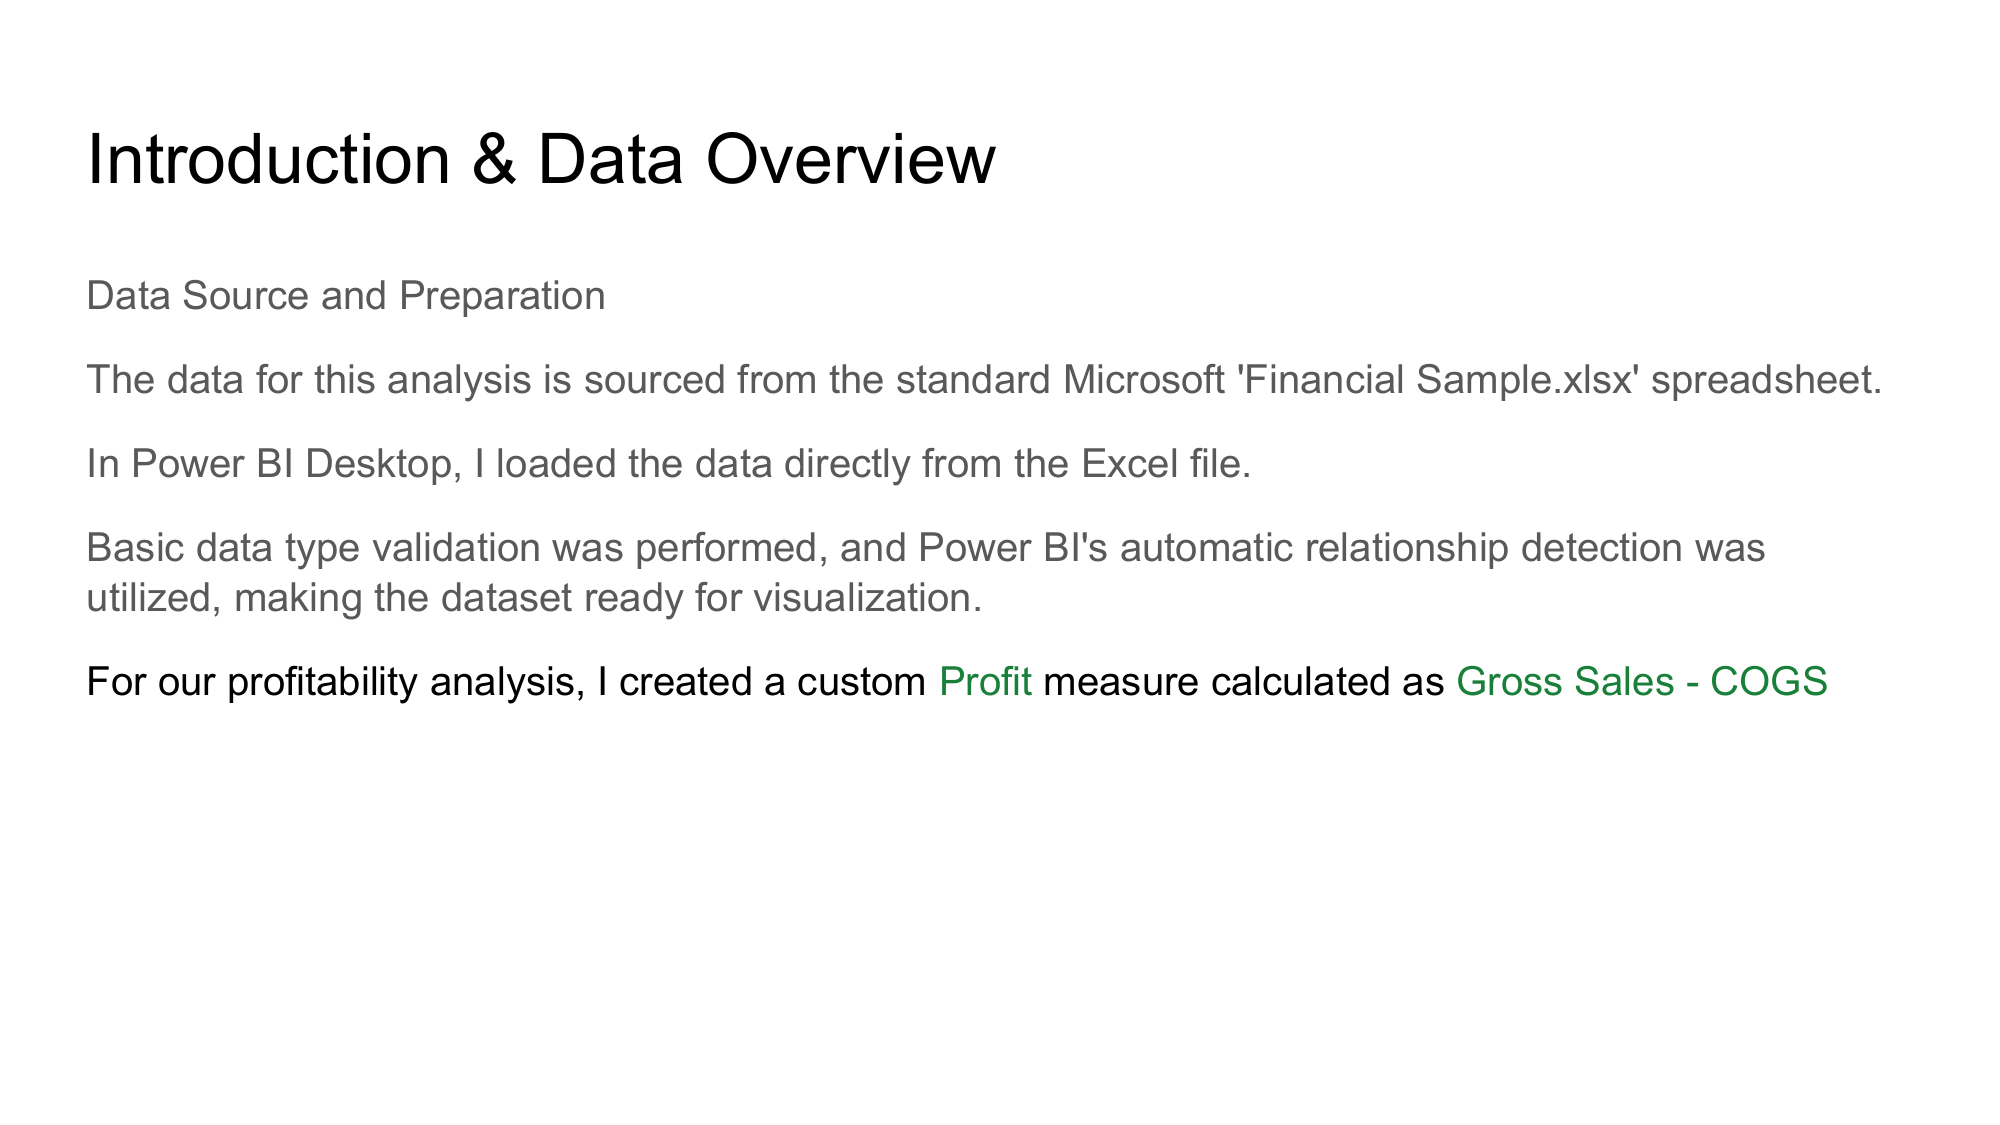 Introduction & Data Overview
Data Source and Preparation
The data for this analysis is sourced from the standard Microsoft 'Financial Sample.xlsx' spreadsheet.
In Power BI Desktop, I loaded the data directly from the Excel file.
Basic data type validation was performed, and Power BI's automatic relationship detection was
utilized, making the dataset ready for visualization.
For our profitability analysis, I created a custom Profit measure calculated as Gross Sales - COGS